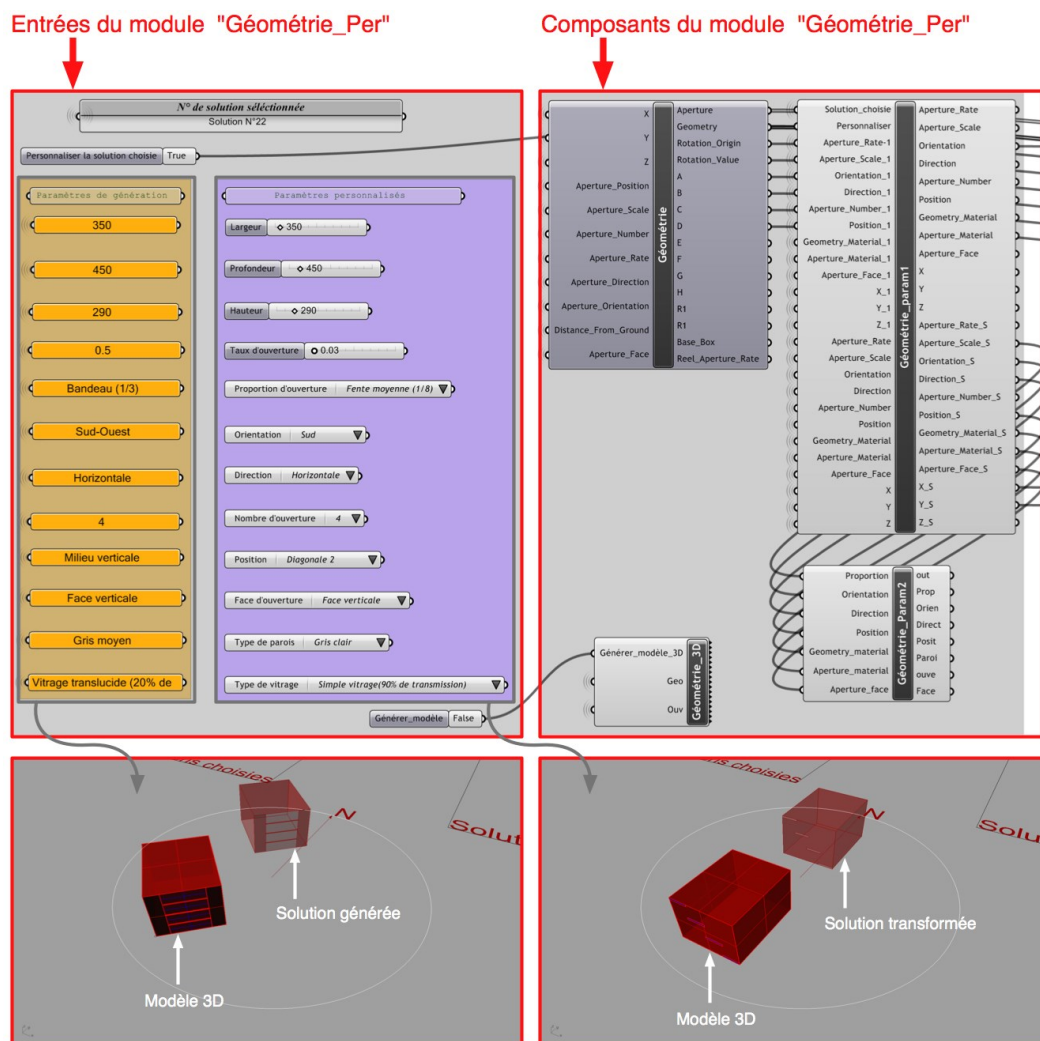 Entrées du module "Géométrie_Per"
Composants du module "Géométrie_Per"
N° de solution séléctionnée
Solution N°22
Personnaliser la solution choisie True
Paramètres de génération
350
450
290
0.5
Bandeau (1/3)
Sud-Ouest
Horizontale
4
Milieu verticale
Face verticale
Gris moyen
Vitrage translucide (20% de
Paramètres personnalisés
Largeur 350
Profondeur 450
Hauteur 290
Taux d'ouverture 0.03
Proportion d'ouverture Fente moyenne (1/8)
Orientation Sud
Direction Horizontale
Nombre d'ouverture 4
Position Diagonale 2
Face d'ouverture Face verticale
Type de parois Gris clair
Type de vitrage Simple vitrage(90% de transmission)
Générer_modèle False
X
Y
Z
Aperture_Position
Aperture_Scale
Aperture_Number
Aperture_Rate
Aperture_Direction
Aperture_Orientation
Distance_From_Ground
Aperture_Face
Géométrie
Aperture
Geometry
Rotation_Origin
Rotation_Value
A
B
C
D
E
F
G
H
R1
R1
Base_Box
Reel_Aperture_Rate
Solution_choisie
Personnaliser
Aperture_Rate-1
Aperture_Scale_1
Orientation_1
Direction_1
Aperture_Number_1
Position_1
Geometry_Material_1
Aperture_Material_1
Aperture_Face_1
X_1
Y_1
Z_1
Aperture_Rate
Aperture_Scale
Orientation
Direction
Aperture_Number
Position
Geometry_Material
Aperture_Material
Aperture_Face
X
Y
Z
Géométrie_param1
Aperture_Rate
Aperture_Scale
Orientation
Direction
Aperture_Number
Position
Geometry_Material
Aperture_Material
Aperture_Face
X
Y
Z
Aperture_Rate_S
Aperture_Scale_S
Orientation_S
Direction_S
Aperture_Number_S
Position_S
Geometry_Material_S
Aperture_Material_S
Aperture_Face_S
X_S
Y_S
Z_S
Proportion
Orientation
Direction
Position
Geometry_material
Aperture_material
Aperture_face
Géométrie_Param2
out
Prop
Orien
Direct
Posit
Paroi
ouve
Face
Générer_modèle_3D
Geo
Ouv
Géométrie_3D
ns choisies
N
Solut
Solution générée
Modèle 3D
ns choisies
N
Solu
Solution transformée
Modèle 3D